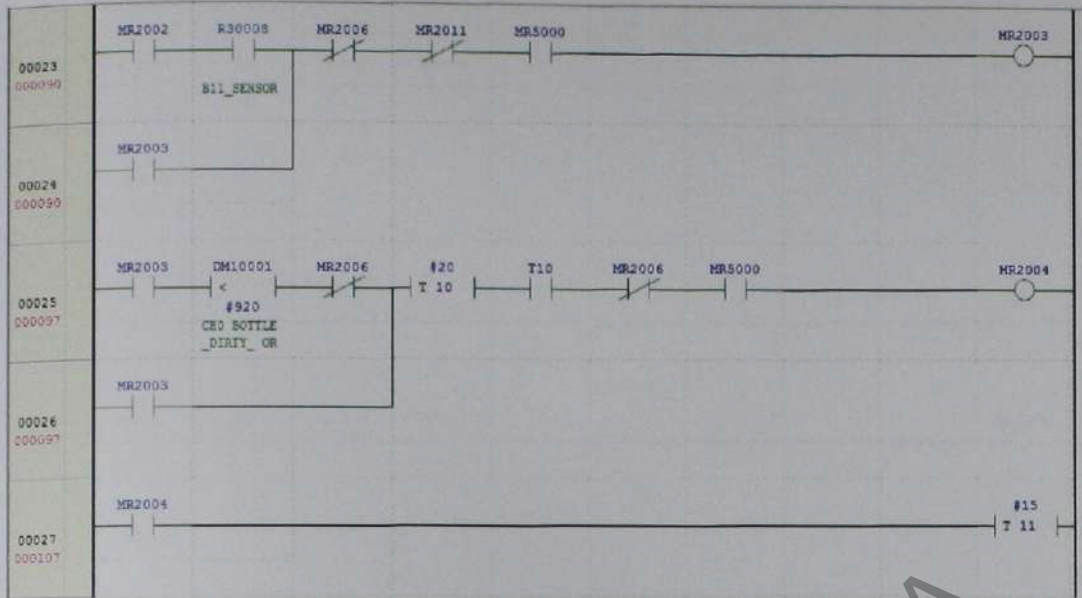 MR2002 R30008 MR2006 MR2011 MR5000 MR2003
00023
000090
B11_SENSOR
MR2003
00024
000090
MR2003 DM10001 MR2006 #20 T10 MR2006 MR5000 MR2004
< T 10
00025
000097
#920
CH0 BOTTLE
_DIRTY_ OR
MR2003
00026
000097
MR2004 #15
T 11
00027
000107